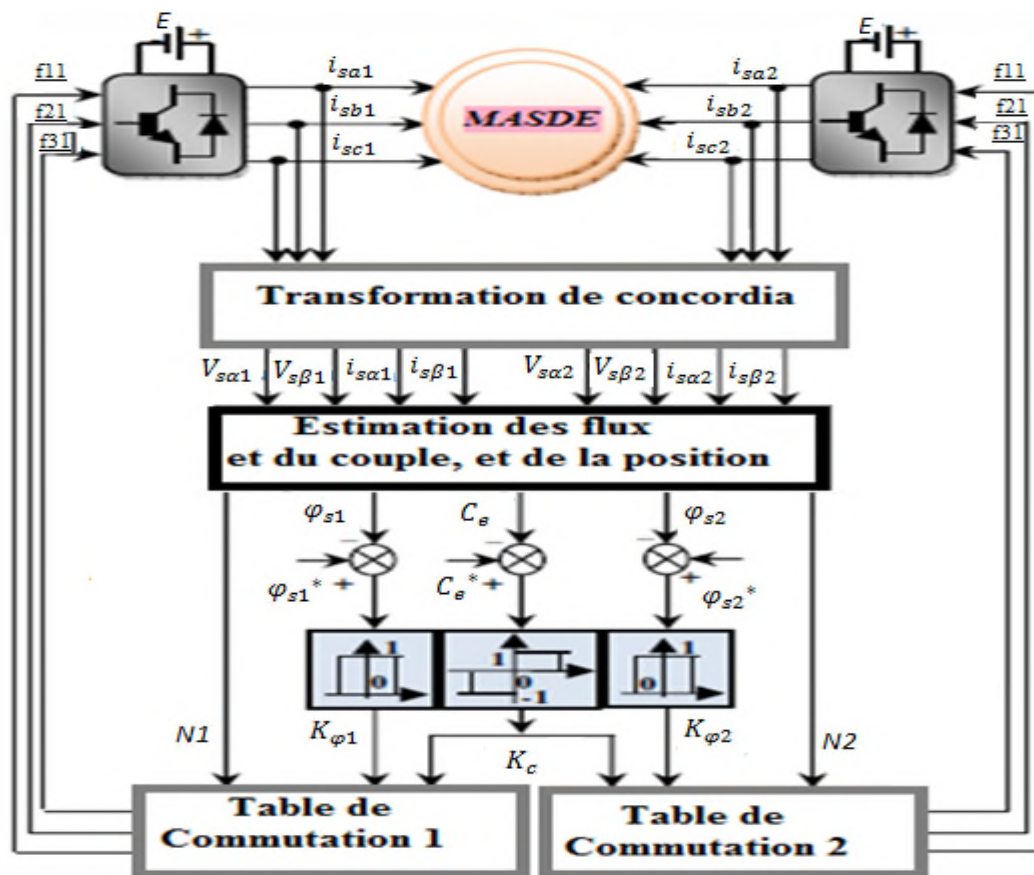 E
+
E
+
f11
f21
f31
i_sα1
i_sb1
i_sc1
MASDE
i_sα2
i_sb2
i_sc2
f11
f21
f31
Transformation de concordia
V_sα1
V_sβ1
i_sα1
i_sβ1
V_sα2
V_sβ2
i_sα2
i_sβ2
Estimation des flux
et du couple, et de la position
φ_s1
C_e
φ_s2
−
−
−
φ_s1*
+
C_e*
+
+
φ_s2*
1
0
1
0
-1
1
0
N1
K_φ1
K_c
K_φ2
N2
Table de
Commutation 1
Table de
Commutation 2